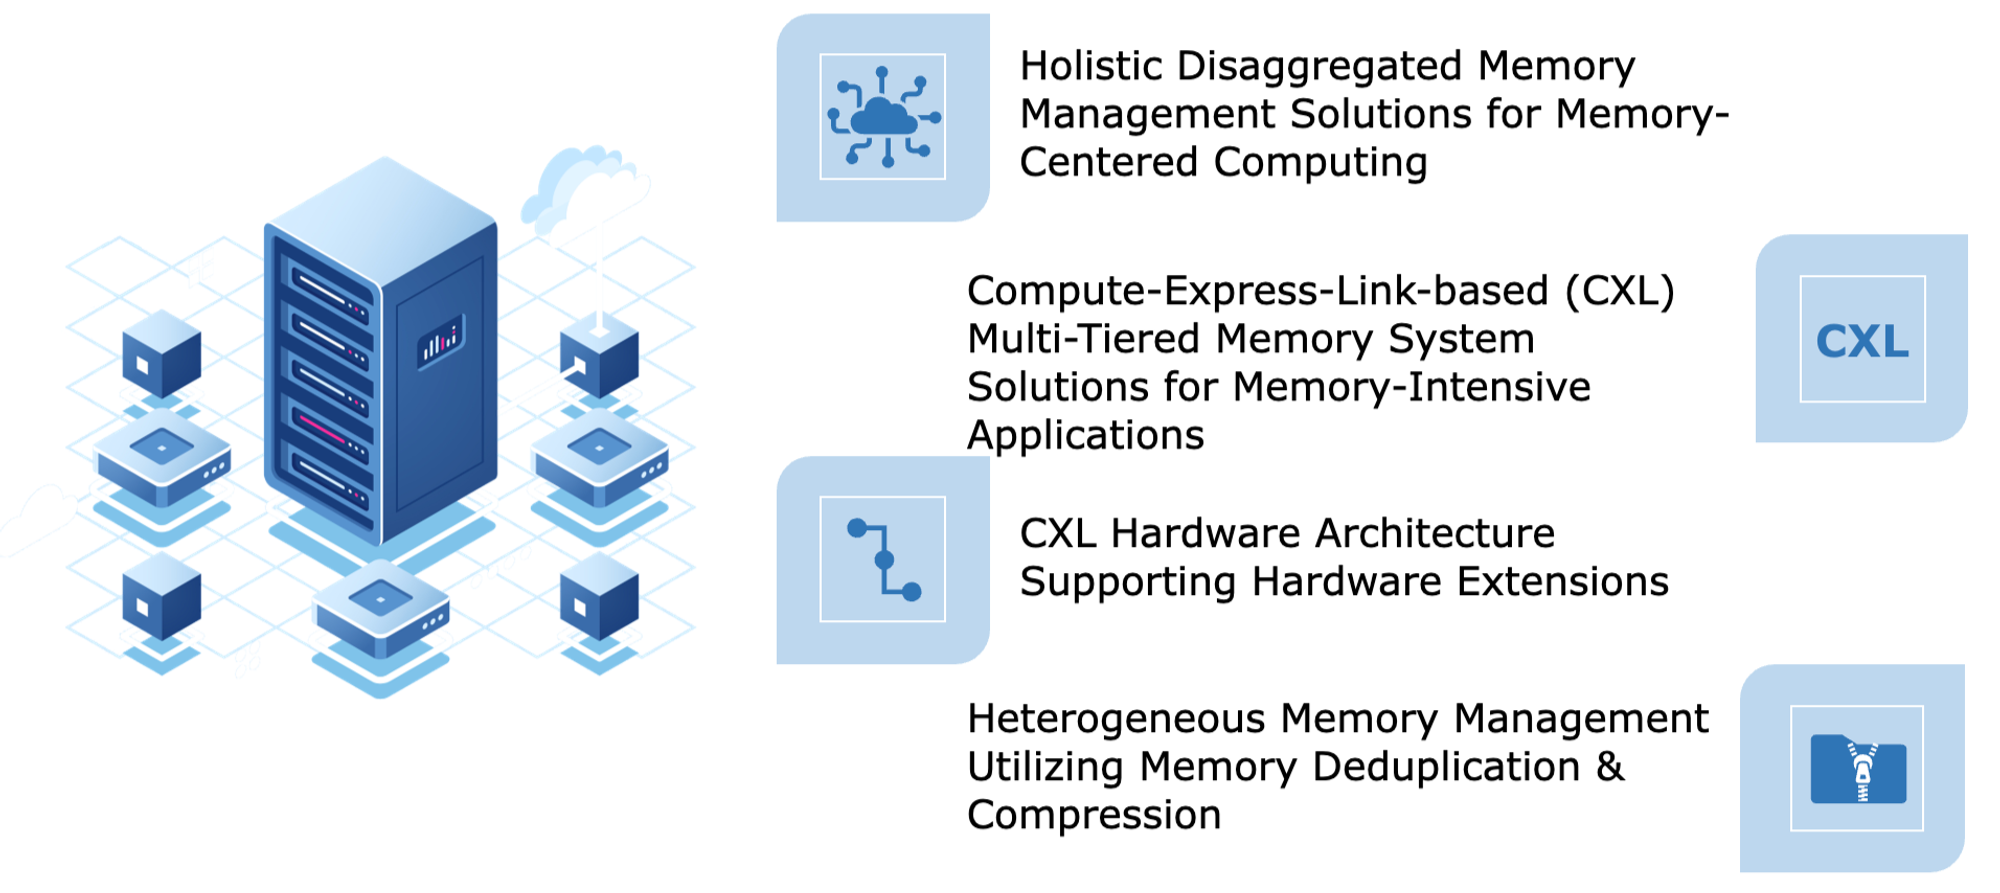 Holistic Disaggregated Memory
Management Solutions for Memory-
Centered Computing
Compute-Express-Link-based (CXL)
Multi-Tiered Memory System
Solutions for Memory-Intensive
Applications
CXL
CXL Hardware Architecture
Supporting Hardware Extensions
Heterogeneous Memory Management
Utilizing Memory Deduplication &
Compression